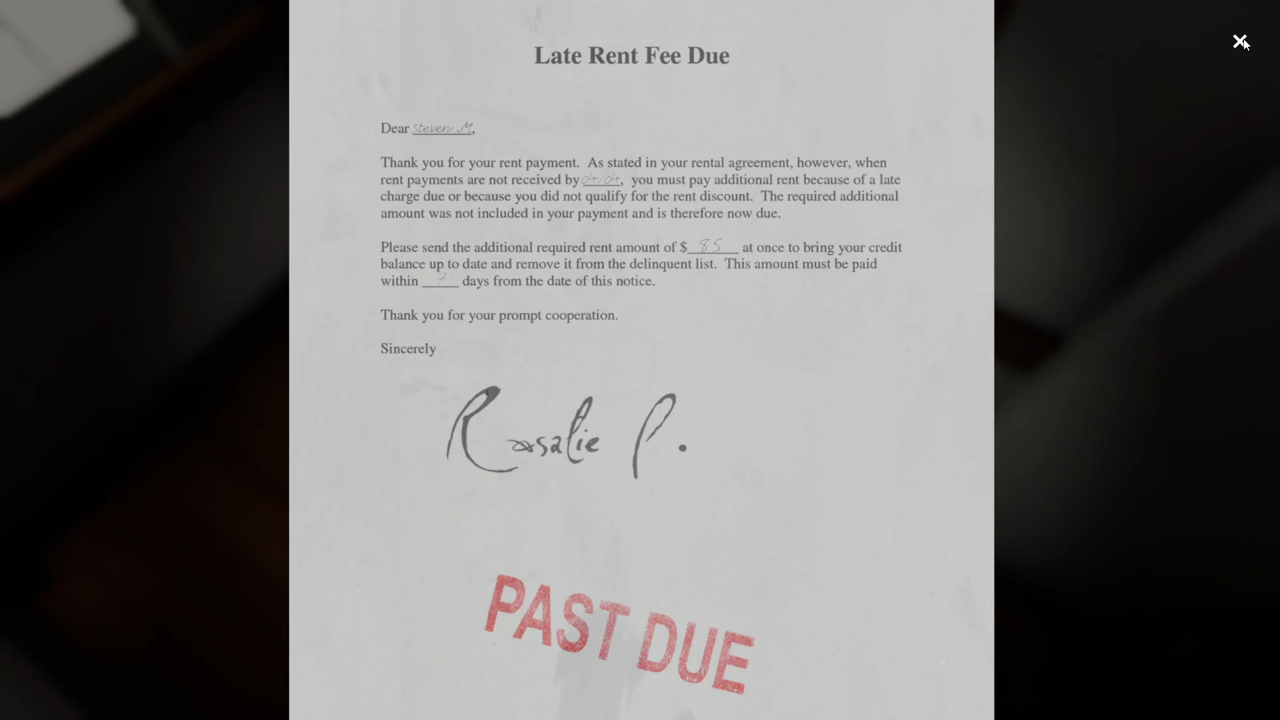 Late Rent Fee Due
Dear Steven M,
Thank you for your rent payment. As stated in your rental agreement, however, when
rent payments are not received by 04/04, you must pay additional rent because of a late
charge due or because you did not qualify for the rent discount. The required additional
amount was not included in your payment and is therefore now due.
Please send the additional required rent amount of $ 85 at once to bring your credit
balance up to date and remove it from the delinquent list. This amount must be paid
within 7 days from the date of this notice.
Thank you for your prompt cooperation.
Sincerely
Rosalie P.
PAST DUE